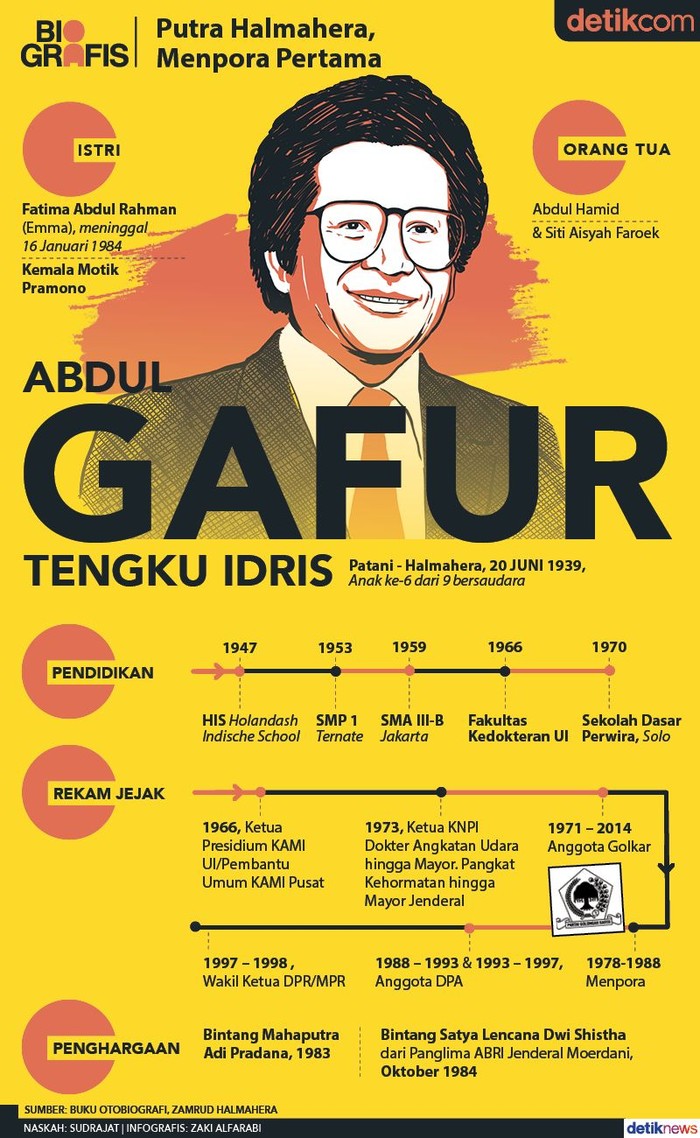 BIO
GRAFIS
Putra Halmahera,
Menpora Pertama
detikcom
ISTRI
Fatima Abdul Rahman
(Emma), meninggal
16 Januari 1984
Kemala Motik
Pramono
ORANG TUA
Abdul Hamid
& Siti Aisyah Faroek
ABDUL
GAFUR
TENGKU IDRIS
Patani - Halmahera, 20 JUNI 1939,
Anak ke-6 dari 9 bersaudara
PENDIDIKAN
1947
HIS Holandash
Indische School
1953
SMP 1
Ternate
1959
SMA III-B
Jakarta
1966
Fakultas
Kedokteran UI
1970
Sekolah Dasar
Perwira, Solo
REKAM JEJAK
1966, Ketua
Presidium KAMI
UI/Pembantu
Umum KAMI Pusat
1973, Ketua KNPI
Dokter Angkatan Udara
hingga Mayor. Pangkat
Kehormatan hingga
Mayor Jenderal
1971 – 2014
Anggota Golkar
1978-1988
Menpora
1988 – 1993 & 1993 – 1997,
Anggota DPA
1997 – 1998 ,
Wakil Ketua DPR/MPR
PENGHARGAAN
Bintang Mahaputra
Adi Pradana, 1983
Bintang Satya Lencana Dwi Shistha
dari Panglima ABRI Jenderal Moerdani,
Oktober 1984
SUMBER: BUKU OTOBIOGRAFI, ZAMRUD HALMAHERA
NASKAH: SUDRAJAT | INFOGRAFIS: ZAKI ALFARABI
detiknews